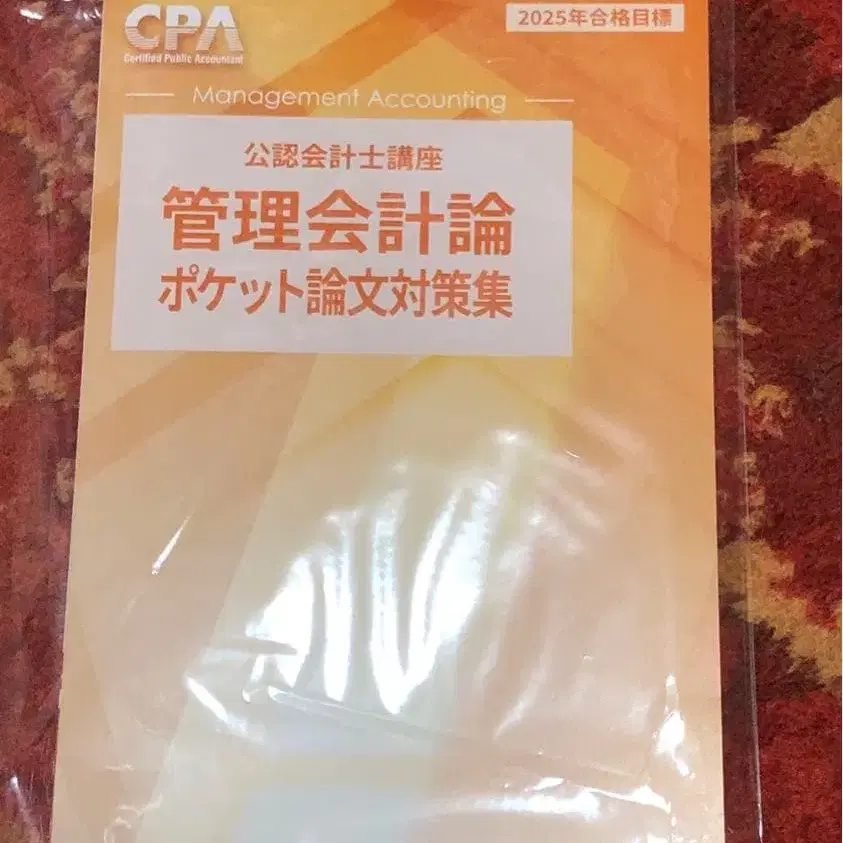 CPA
Certified Public Accountant
2025年合格目標
Management Accounting
公認会計士講座
管理会計論
ポケット論文対策集